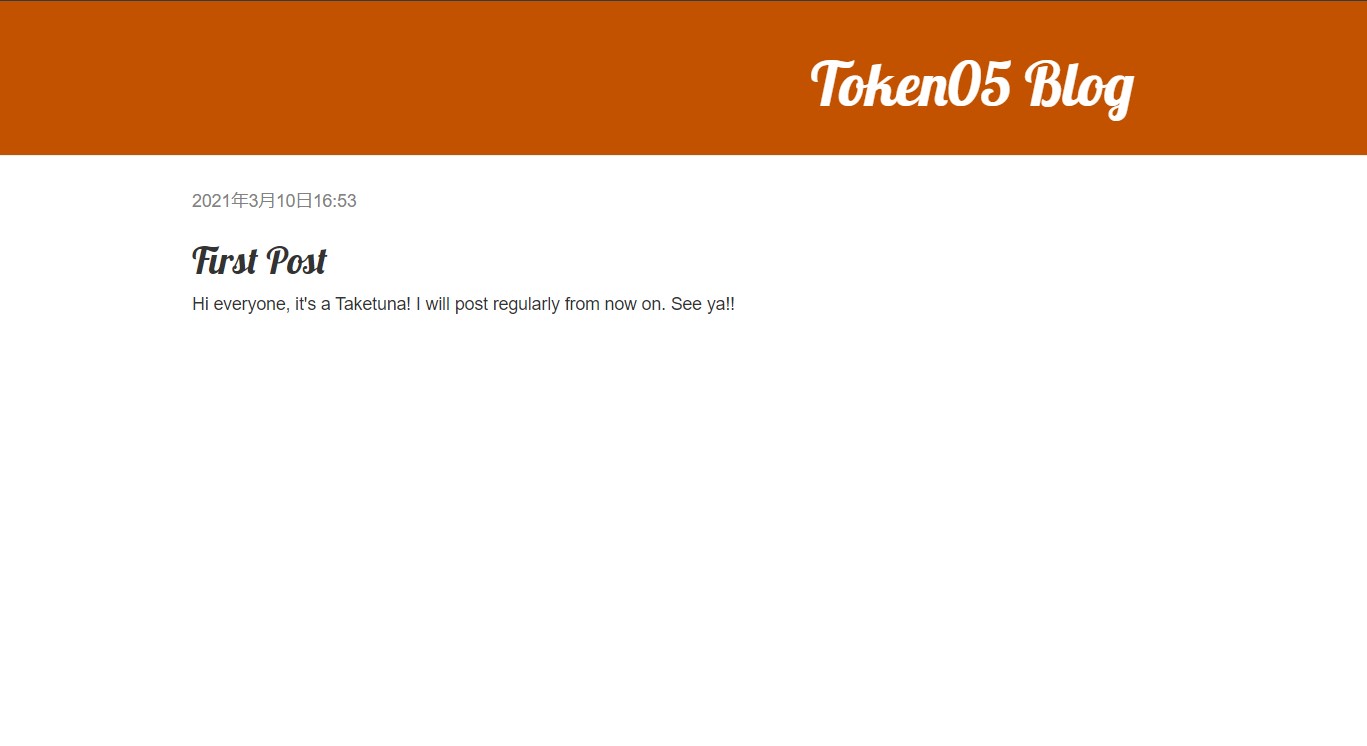 Token05 Blog
2021年3月10日16:53
First Post
Hi everyone, it's a Taketuna! I will post regularly from now on. See ya!!